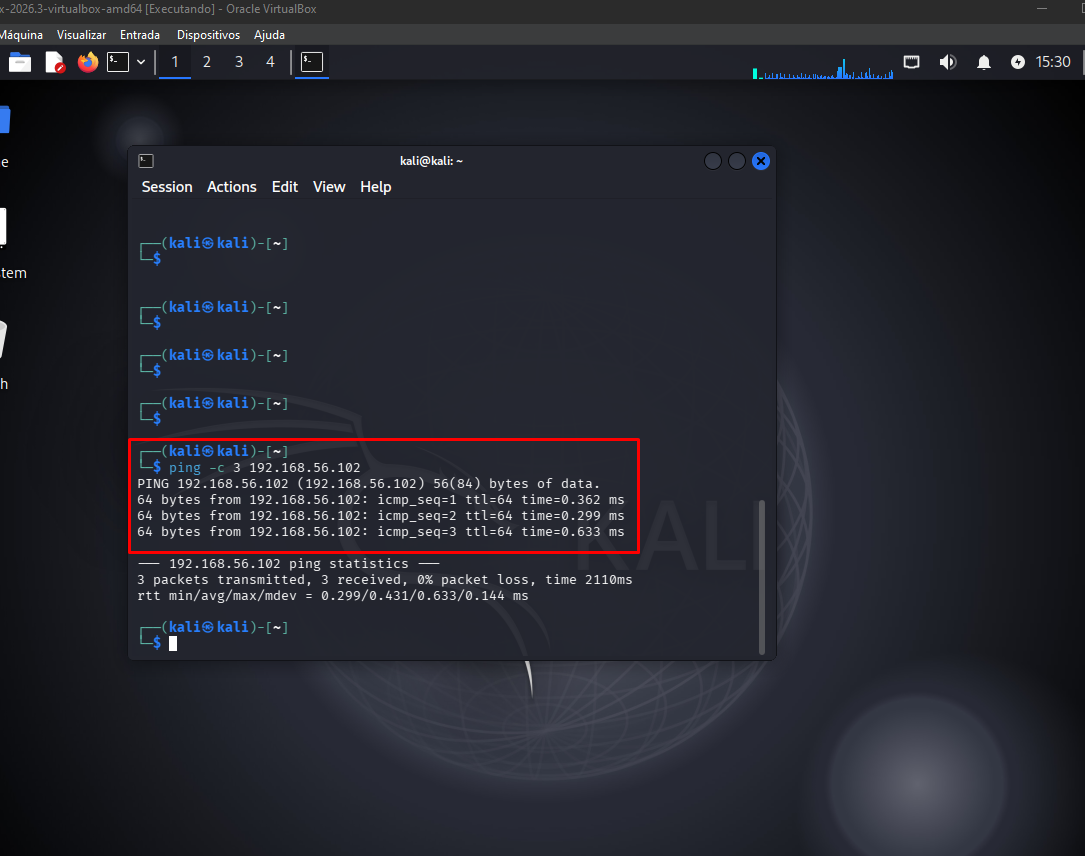 x-2026.3-virtualbox-amd64 [Executando] - Oracle VirtualBox
Máquina Visualizar Entrada Dispositivos Ajuda
1 2 3 4 15:30
e
tem
h
kali@kali: ~
Session Actions Edit View Help
┌──(kali㉿kali)-[~]
└─$
┌──(kali㉿kali)-[~]
└─$
┌──(kali㉿kali)-[~]
└─$
┌──(kali㉿kali)-[~]
└─$
┌──(kali㉿kali)-[~]
└─$ ping -c 3 192.168.56.102
PING 192.168.56.102 (192.168.56.102) 56(84) bytes of data.
64 bytes from 192.168.56.102: icmp_seq=1 ttl=64 time=0.362 ms
64 bytes from 192.168.56.102: icmp_seq=2 ttl=64 time=0.299 ms
64 bytes from 192.168.56.102: icmp_seq=3 ttl=64 time=0.633 ms
─── 192.168.56.102 ping statistics ───
3 packets transmitted, 3 received, 0% packet loss, time 2110ms
rtt min/avg/max/mdev = 0.299/0.431/0.633/0.144 ms
┌──(kali㉿kali)-[~]
└─$
KALI